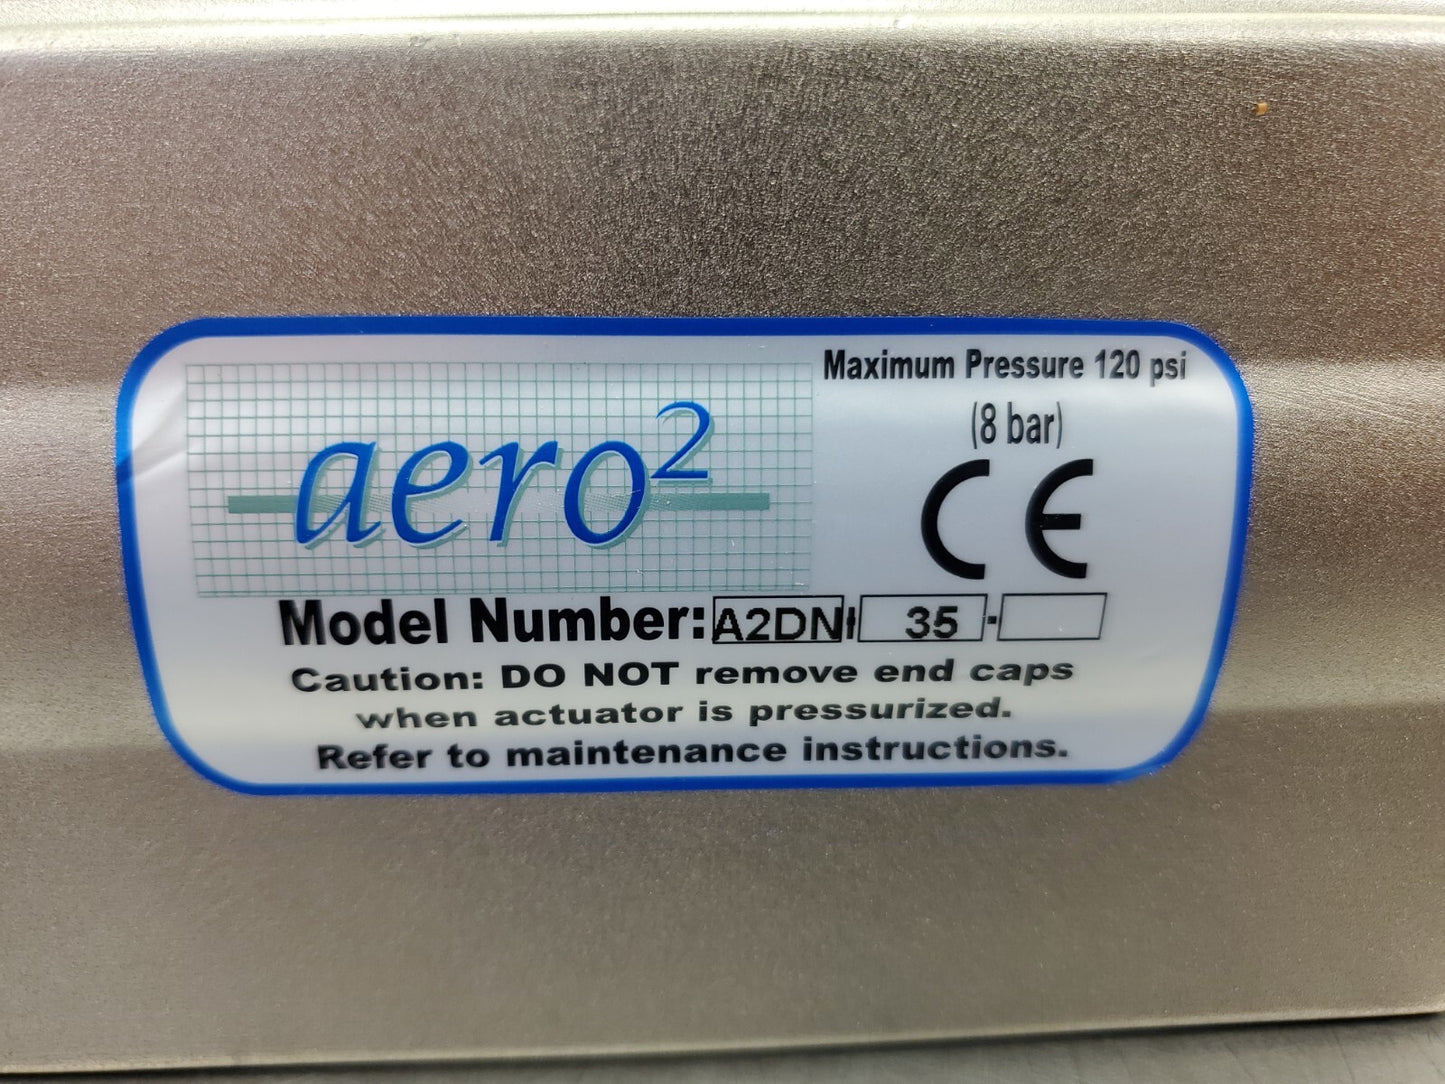 Maximum Pressure 120 psi
(8 bar)
aero²
CE
Model Number: A2DN - 35 -
Caution: DO NOT remove end caps
when actuator is pressurized.
Refer to maintenance instructions.